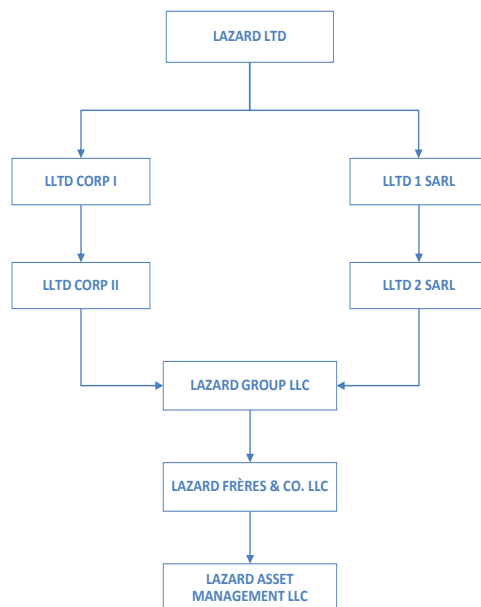 LAZARD LTD
LLTD CORP I
LLTD 1 SARL
LLTD CORP II
LLTD 2 SARL
LAZARD GROUP LLC
LAZARD FRÈRES & CO. LLC
LAZARD ASSET
MANAGEMENT LLC